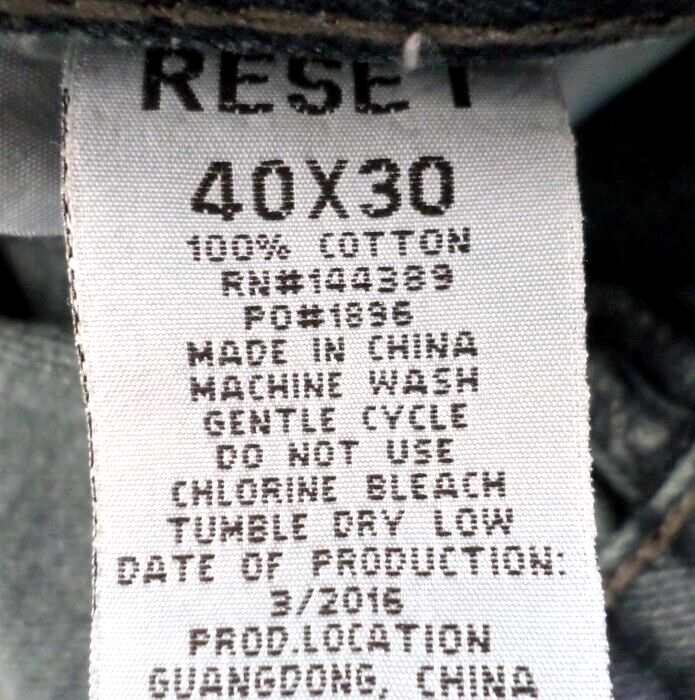 RESET
40X30
100% COTTON
RN#144389
PO#1896
MADE IN CHINA
MACHINE WASH
GENTLE CYCLE
DO NOT USE
CHLORINE BLEACH
TUMBLE DRY LOW
DATE OF PRODUCTION:
3/2016
PROD.LOCATION
GUANGDONG, CHINA